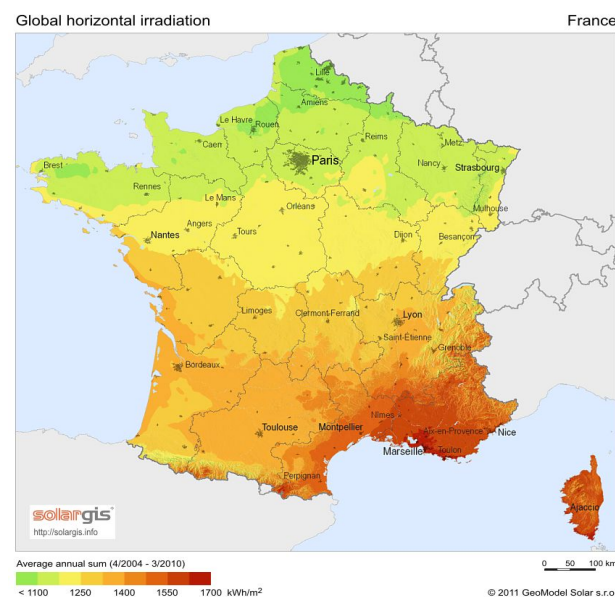 Global horizontal irradiation
France
Lille
Amiens
Le Havre
Rouen
Caen
Reims
Metz
Paris
Nancy
Strasbourg
Brest
Rennes
Le Mans
Orléans
Mulhouse
Angers
Tours
Nantes
Dijon
Besançon
Limoges
Clermont-Ferrand
Lyon
Saint-Étienne
Grenoble
Bordeaux
Nîmes
Toulouse
Montpellier
Aix-en-Provence
Nice
Marseille
Toulon
Perpignan
Ajaccio
solargis
http://solargis.info
Average annual sum (4/2004 - 3/2010)
0 50 100 km
< 1100 1250 1400 1550 1700 kWh/m²
© 2011 GeoModel Solar s.r.o